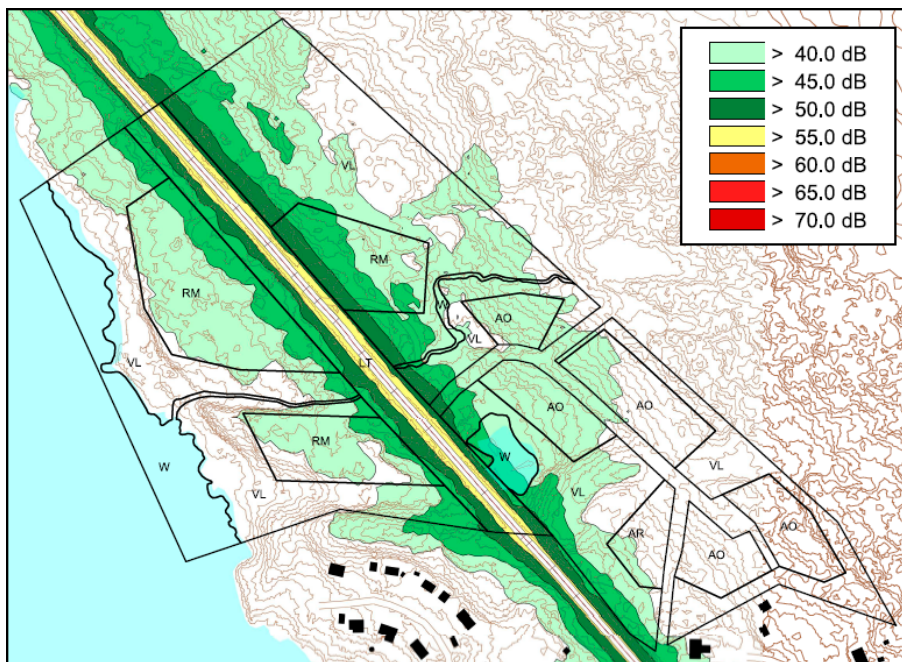 > 40.0 dB
> 45.0 dB
> 50.0 dB
> 55.0 dB
> 60.0 dB
> 65.0 dB
> 70.0 dB
VL
RM
RM
W
AO
VL
LT
VL
AO
AO
RM
W
W
VL
VL
VL
AR
AO
AO